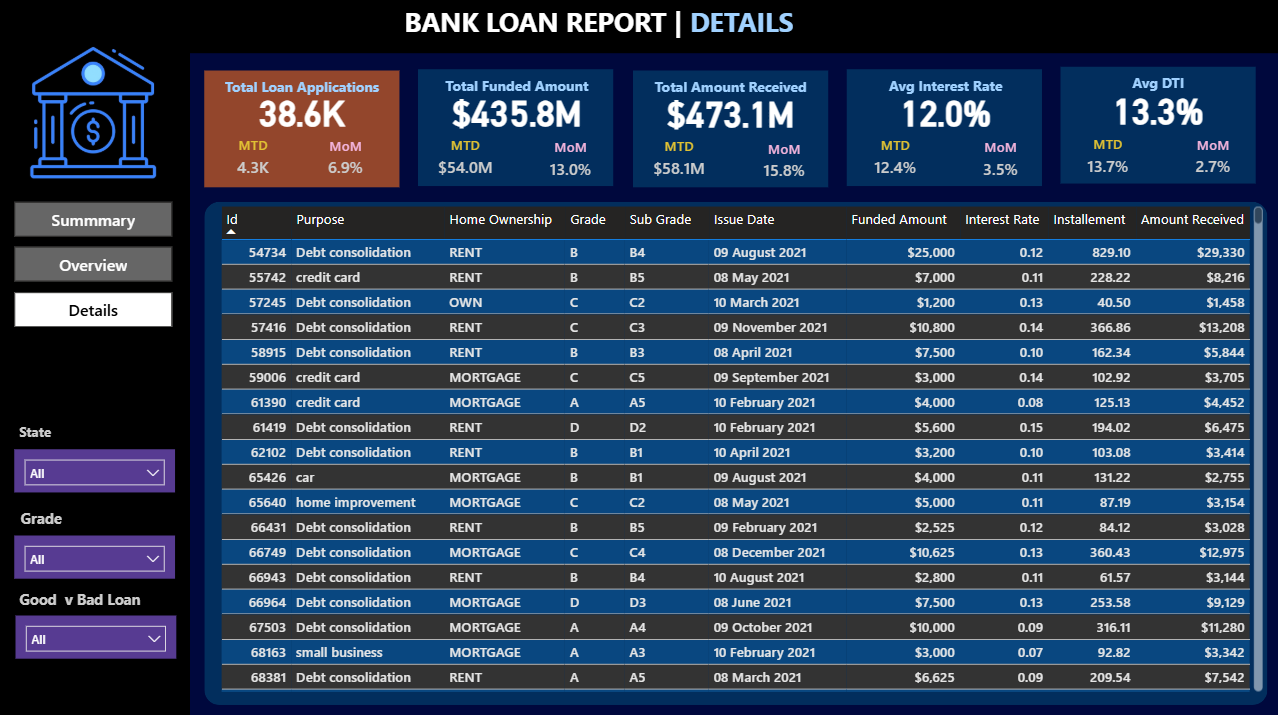 BANK LOAN REPORT | DETAILS
Total Loan Applications
38.6K
MTD MoM
4.3K 6.9%
Total Funded Amount
$435.8M
MTD MoM
$54.0M 13.0%
Total Amount Received
$473.1M
MTD MoM
$58.1M 15.8%
Avg Interest Rate
12.0%
MTD MoM
12.4% 3.5%
Avg DTI
13.3%
MTD MoM
13.7% 2.7%
$
Summmary
Overview
Details
State
All
Grade
All
Good v Bad Loan
All
Id Purpose Home Ownership Grade Sub Grade Issue Date Funded Amount Interest Rate Installement Amount Received
54734 Debt consolidation RENT B B4 09 August 2021 $25,000 0.12 829.10 $29,330
55742 credit card RENT B B5 08 May 2021 $7,000 0.11 228.22 $8,216
57245 Debt consolidation OWN C C2 10 March 2021 $1,200 0.13 40.50 $1,458
57416 Debt consolidation RENT C C3 09 November 2021 $10,800 0.14 366.86 $13,208
58915 Debt consolidation RENT B B3 08 April 2021 $7,500 0.10 162.34 $5,844
59006 credit card MORTGAGE C C5 09 September 2021 $3,000 0.14 102.92 $3,705
61390 credit card MORTGAGE A A5 10 February 2021 $4,000 0.08 125.13 $4,452
61419 Debt consolidation RENT D D2 10 February 2021 $5,600 0.15 194.02 $6,475
62102 Debt consolidation RENT B B1 10 April 2021 $3,200 0.10 103.08 $3,414
65426 car MORTGAGE B B1 09 August 2021 $4,000 0.11 131.22 $2,755
65640 home improvement MORTGAGE C C2 08 May 2021 $5,000 0.11 87.19 $3,154
66431 Debt consolidation RENT B B5 09 February 2021 $2,525 0.12 84.12 $3,028
66749 Debt consolidation MORTGAGE C C4 08 December 2021 $10,625 0.13 360.43 $12,975
66943 Debt consolidation RENT B B4 10 August 2021 $2,800 0.11 61.57 $3,144
66964 Debt consolidation MORTGAGE D D3 08 June 2021 $7,500 0.13 253.58 $9,129
67503 Debt consolidation MORTGAGE A A4 09 October 2021 $10,000 0.09 316.11 $11,280
68163 small business MORTGAGE A A3 10 February 2021 $3,000 0.07 92.82 $3,342
68381 Debt consolidation RENT A A5 08 March 2021 $6,625 0.09 209.54 $7,542